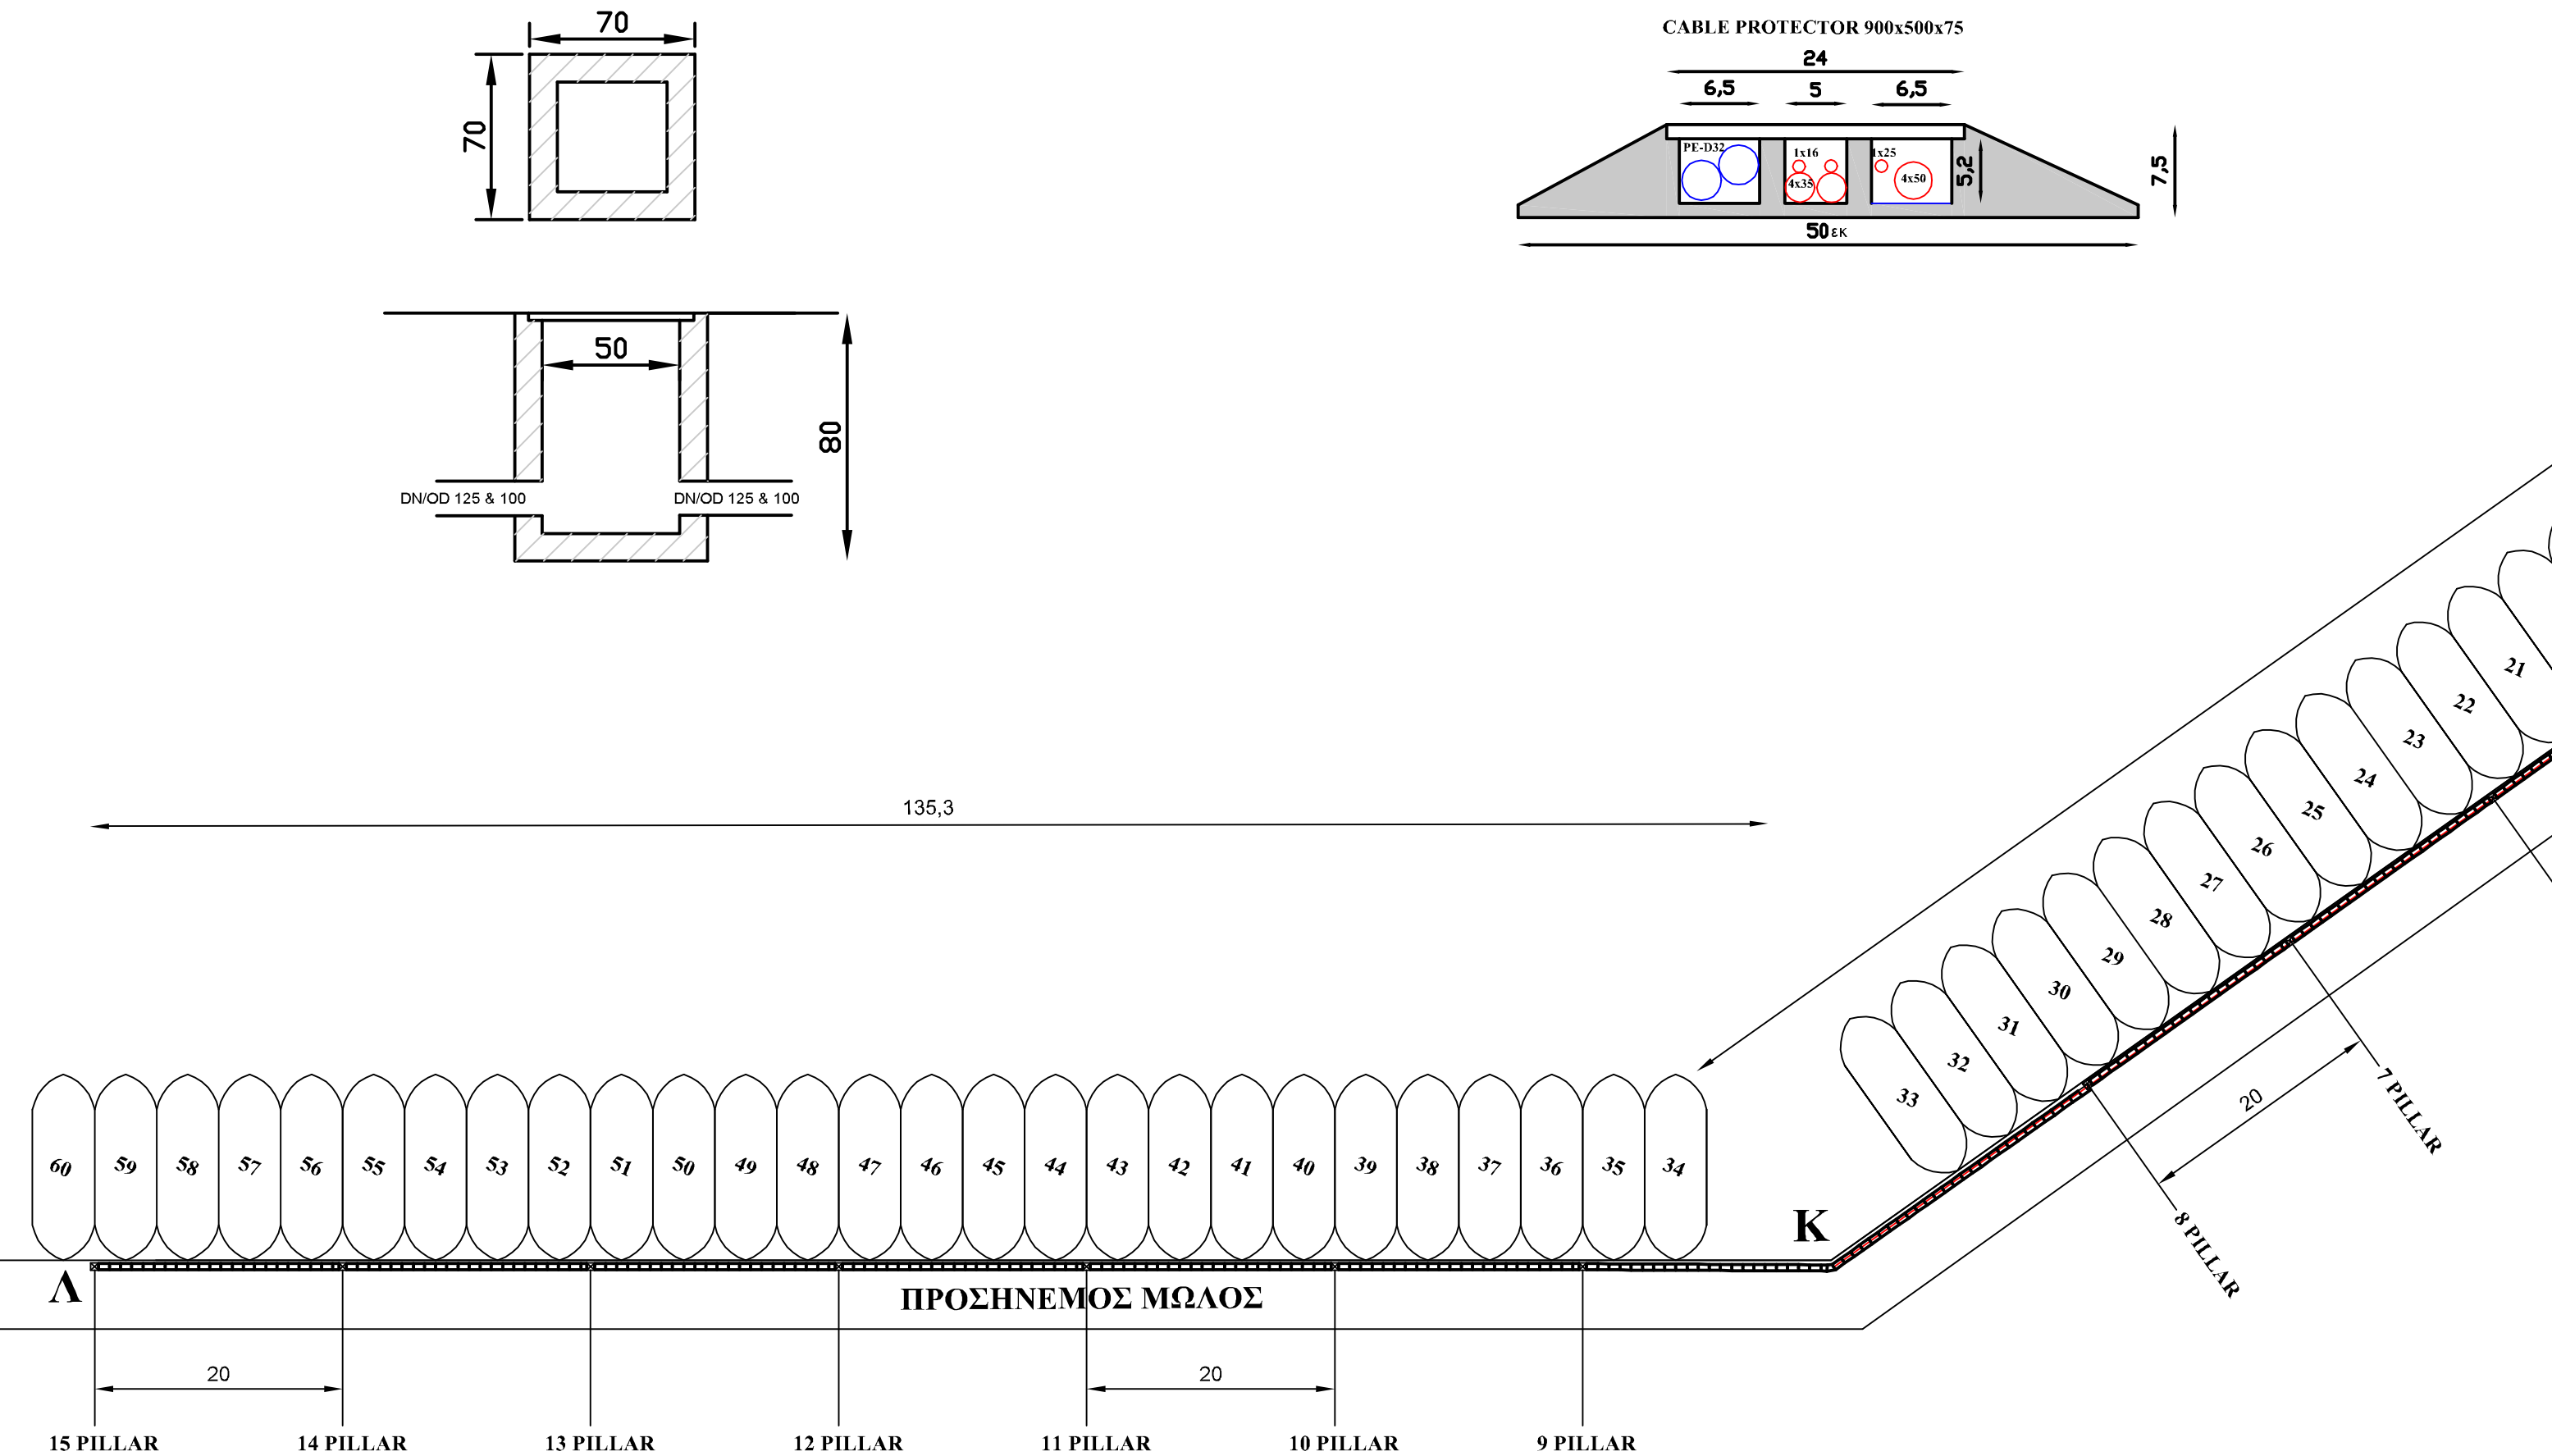 70
70
CABLE PROTECTOR 900x500x75
24
6,5
5
6,5
PE-D32
1x16
4x35
1x25
4x50
5,2
7,5
50 εκ
50
80
DN/OD 125 & 100
DN/OD 125 & 100
135,3
21
22
23
24
25
26
27
28
29
30
31
32
33
60 59 58 57 56 55 54 53 52 51 50 49 48 47 46 45 44 43 42 41 40 39 38 37 36 35 34
K
Λ
ΠΡΟΣΗΝΕΜΟΣ ΜΩΛΟΣ
7 PILLAR
20
8 PILLAR
20
20
15 PILLAR
14 PILLAR
13 PILLAR
12 PILLAR
11 PILLAR
10 PILLAR
9 PILLAR